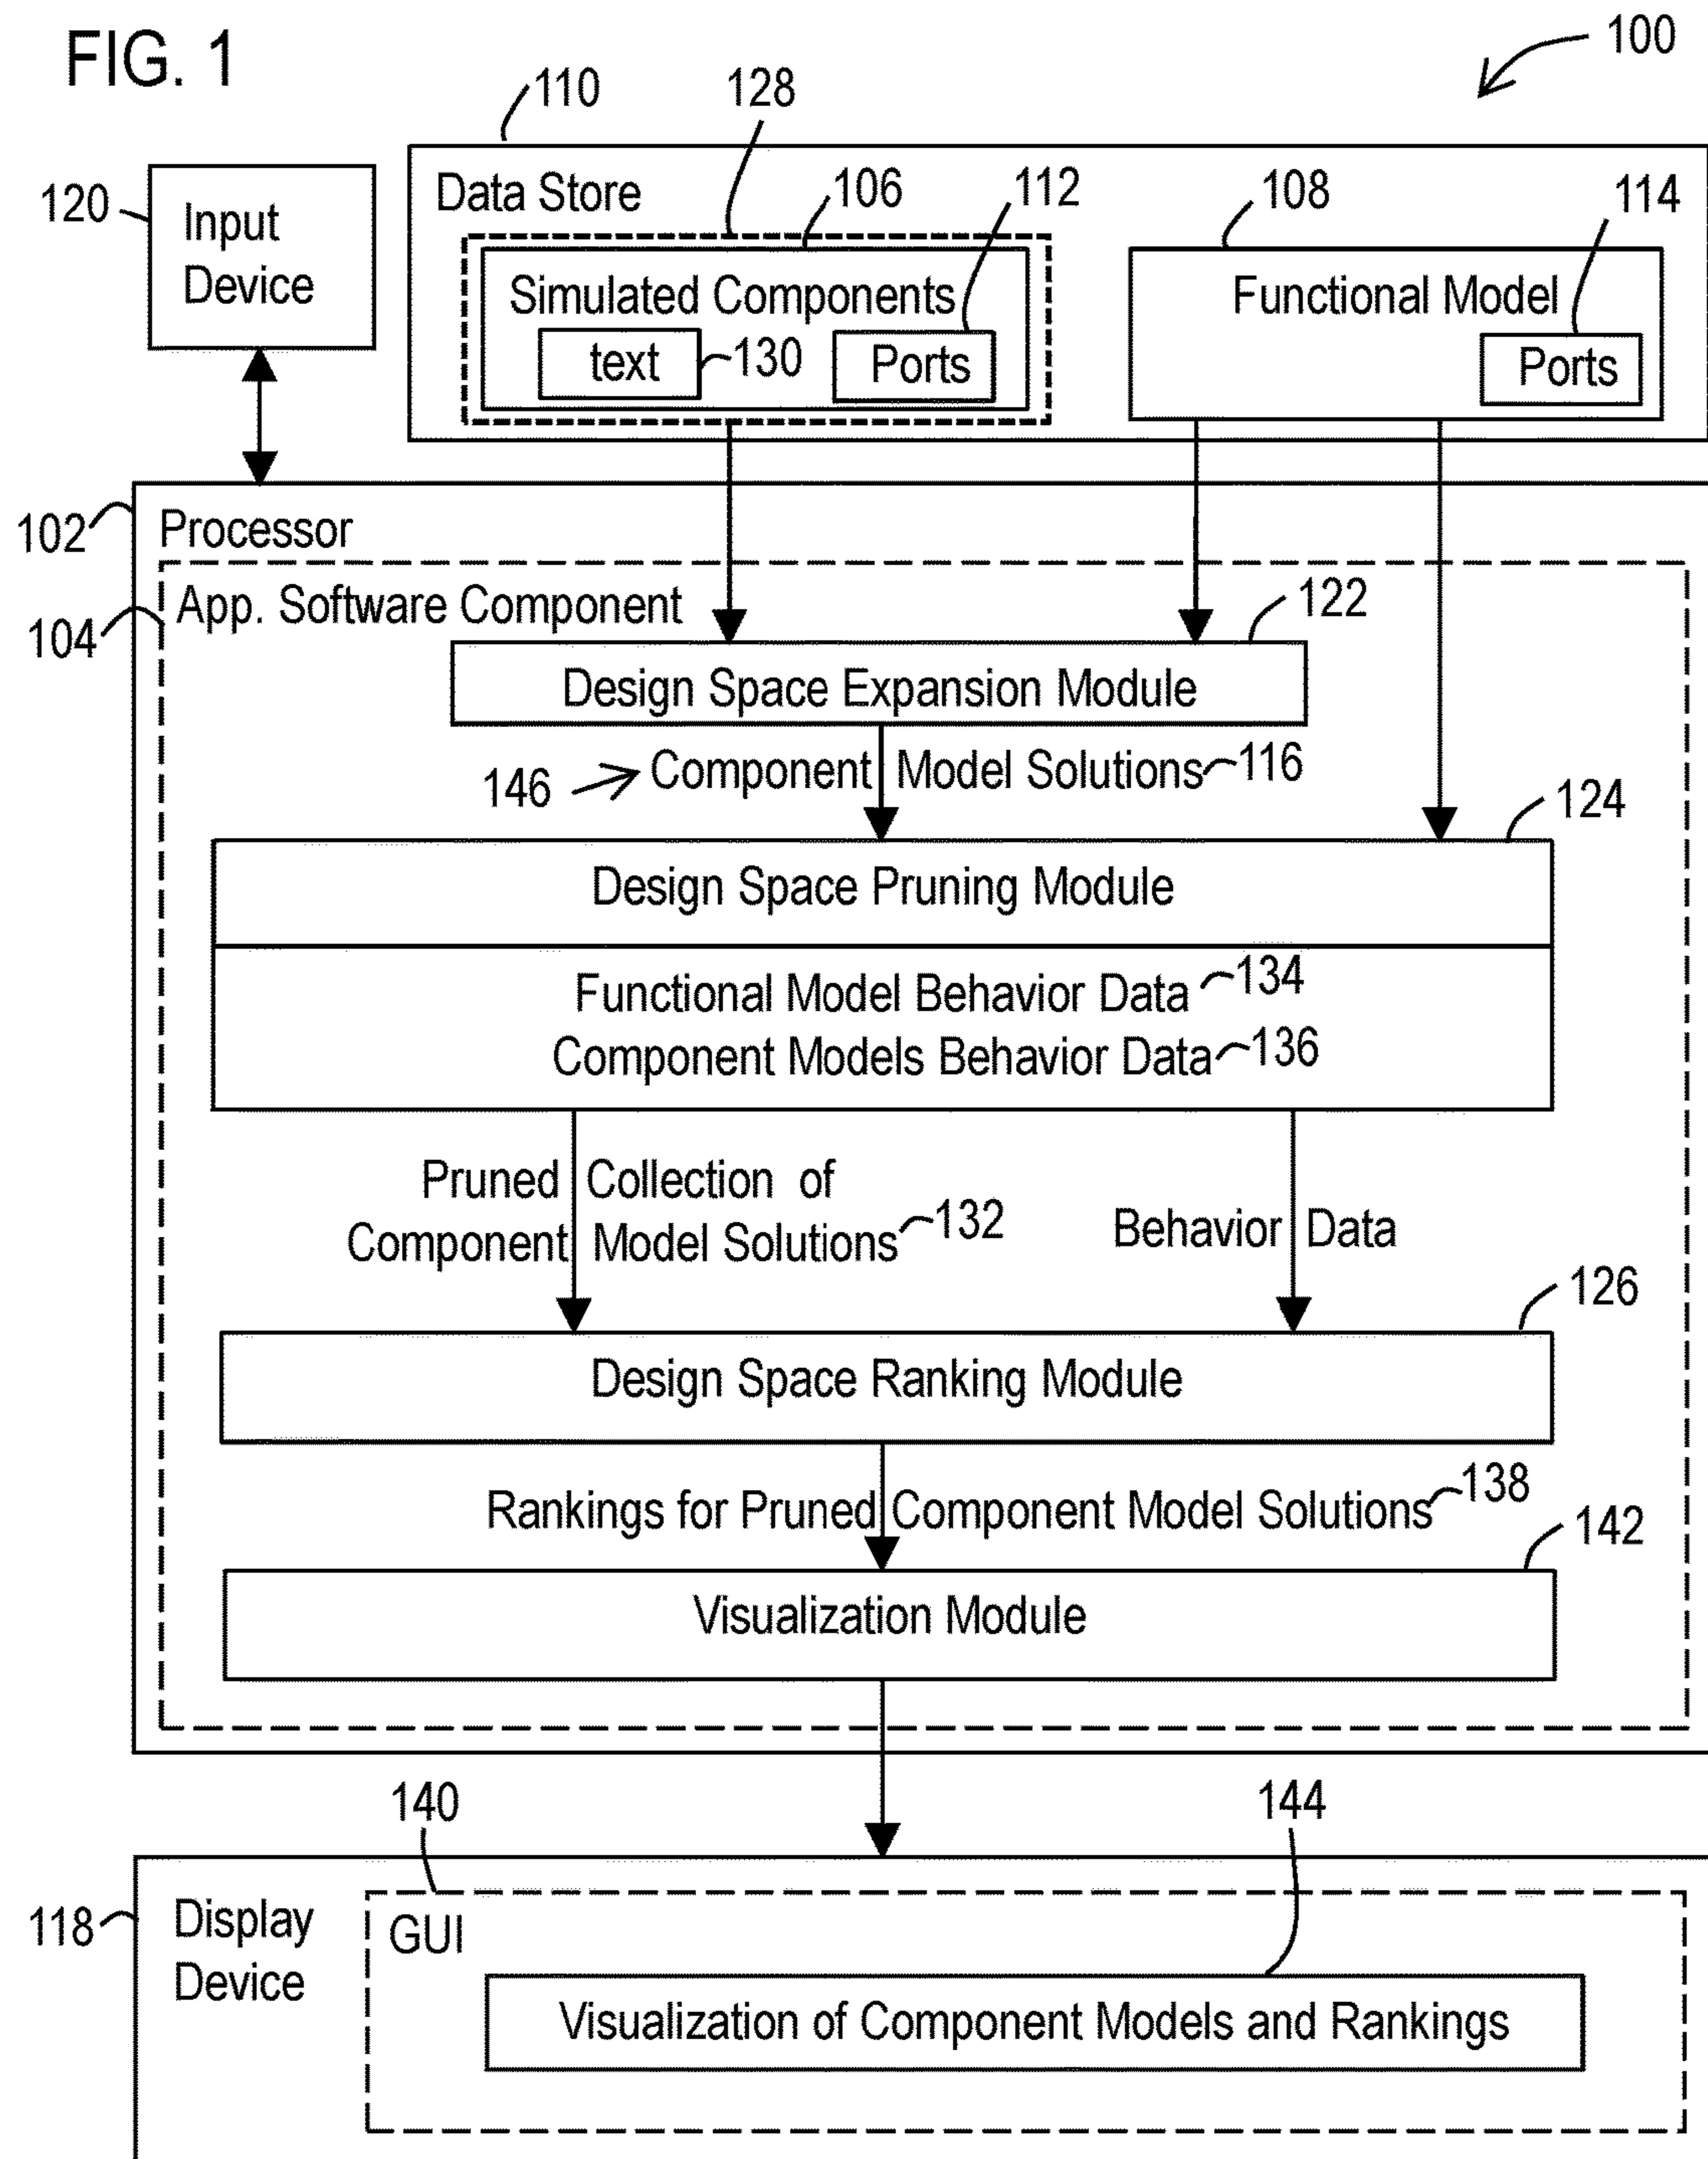 FIG. 1
100
110
128
120
Input
Device
Data Store
106
112
108
114
Simulated Components
text
130
Ports
Functional Model
Ports
102
Processor
104
App. Software Component
122
Design Space Expansion Module
146
Component Model Solutions
116
124
Design Space Pruning Module
Functional Model Behavior Data
134
Component Models Behavior Data
136
Pruned Collection of
Component Model Solutions
132
Behavior Data
126
Design Space Ranking Module
Rankings for Pruned Component Model Solutions
138
142
Visualization Module
140
144
118
Display
Device
GUI
Visualization of Component Models and Rankings